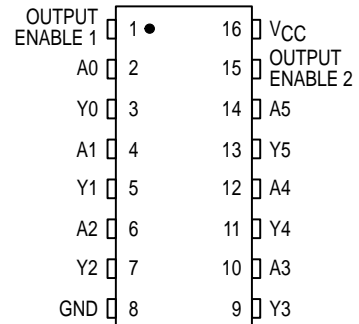 OUTPUT
ENABLE 1 1 16 VCC
A0 2 15 OUTPUT
ENABLE 2
Y0 3 14 A5
A1 4 13 Y5
Y1 5 12 A4
A2 6 11 Y4
Y2 7 10 A3
GND 8 9 Y3